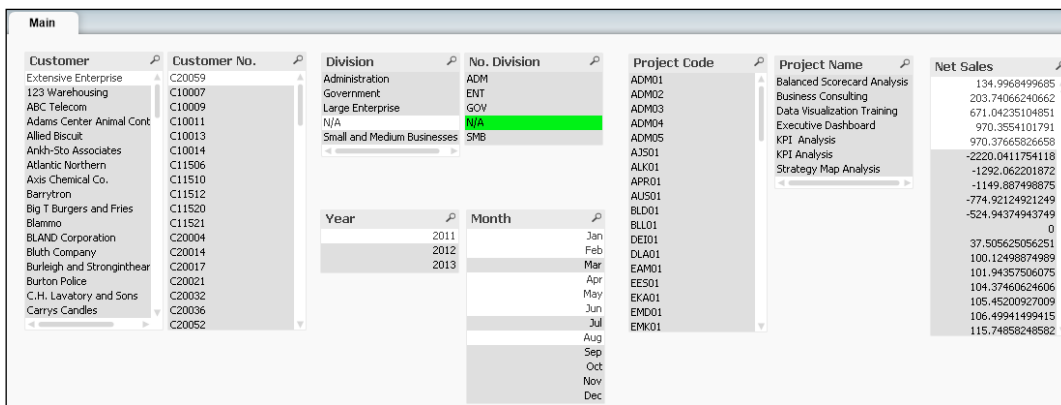 Main
Customer
Extensive Enterprise
123 Warehousing
ABC Telecom
Adams Center Animal Cont
Allied Biscuit
Ankh-Sto Associates
Atlantic Northern
Axis Chemical Co.
Barrytron
Big T Burgers and Fries
Blammo
BLAND Corporation
Bluth Company
Burleigh and Stronginthear
Burton Police
C.H. Lavatory and Sons
Carrys Candles
Customer No.
C20059
C10007
C10009
C10011
C10013
C10014
C11506
C11510
C11512
C11520
C11521
C20004
C20014
C20017
C20021
C20032
C20036
C20052
Division
Administration
Government
Large Enterprise
N/A
Small and Medium Businesses
No. Division
ADM
ENT
GOV
N/A
SMB
Year
2011
2012
2013
Month
Jan
Feb
Mar
Apr
May
Jun
Jul
Aug
Sep
Oct
Nov
Dec
Project Code
ADM01
ADM02
ADM03
ADM04
ADM05
AJS01
ALK01
APR01
AUS01
BLD01
BLL01
DEI01
DLA01
EAM01
EES01
EKA01
EMD01
EMK01
Project Name
Balanced Scorecard Analysis
Business Consulting
Data Visualization Training
Executive Dashboard
KPI  Analysis
KPI Analysis
Strategy Map Analysis
Net Sales
134.9968499685
203.74066240662
671.04235104851
970.3554101791
970.37665826658
-2220.0411754118
-1292.062201872
-1149.887498875
-774.92124921249
-524.94374943749
0
37.505625056251
100.12498874989
101.94357506075
104.37460624606
105.45200927009
106.49941499415
115.74858248582